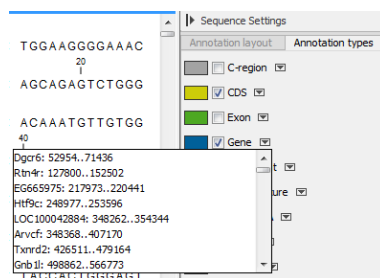 Sequence Settings
Annotation layout Annotation types
TGGAAGGGGAAAC
20
C-region
AGCAGAGTCTGGG
CDS
ACAAATGTTGTGG
Exon
40
Gene
Dgcr6: 52954..71436
Rtn4r: 127800..152502
EG665975: 217973..220441
Htf9c: 248977..253596
LOC100042884: 348262..354344
Arvcf: 348368..407170
Txnrd2: 426511..479164
Gnb1l: 498862..566773